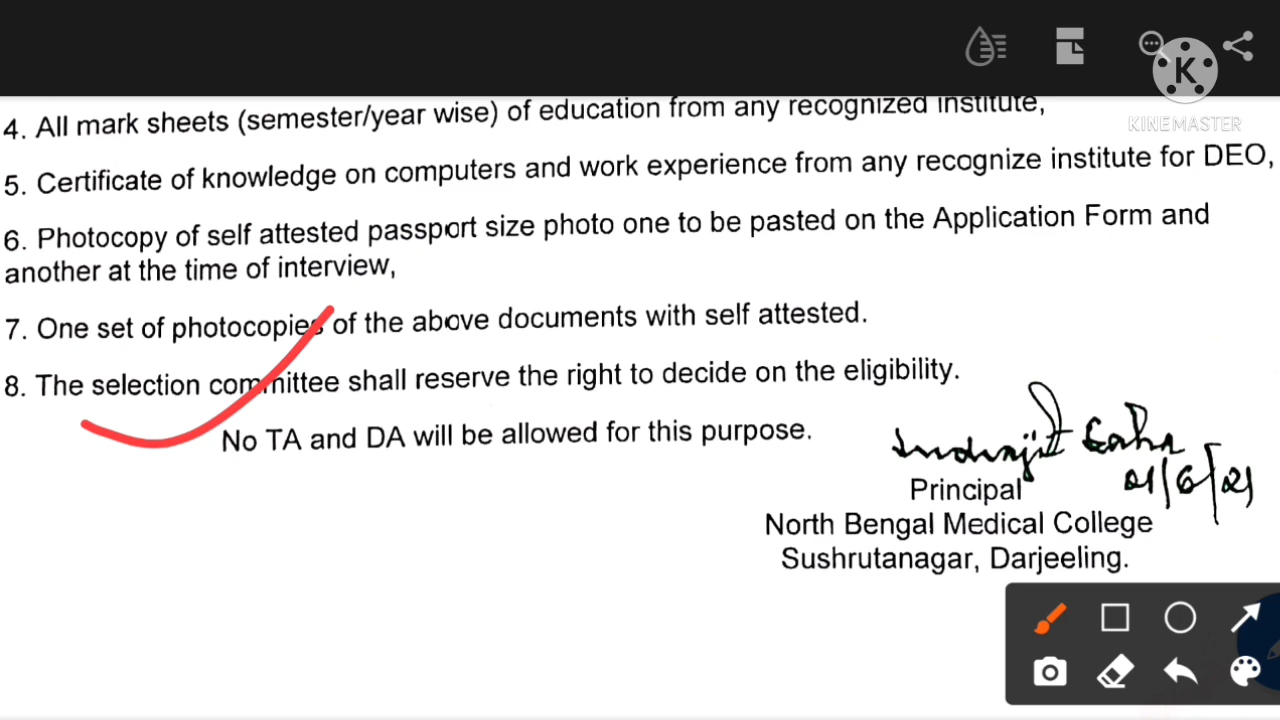 K
KINEMASTER
4. All mark sheets (semester/year wise) of education from any recognized institute,
5. Certificate of knowledge on computers and work experience from any recognize institute for DEO,
6. Photocopy of self attested passport size photo one to be pasted on the Application Form and
another at the time of interview,
7. One set of photocopies of the above documents with self attested.
8. The selection committee shall reserve the right to decide on the eligibility.
No TA and DA will be allowed for this purpose.
Indrajit Saha
21/6/21
Principal
North Bengal Medical College
Sushrutanagar, Darjeeling.